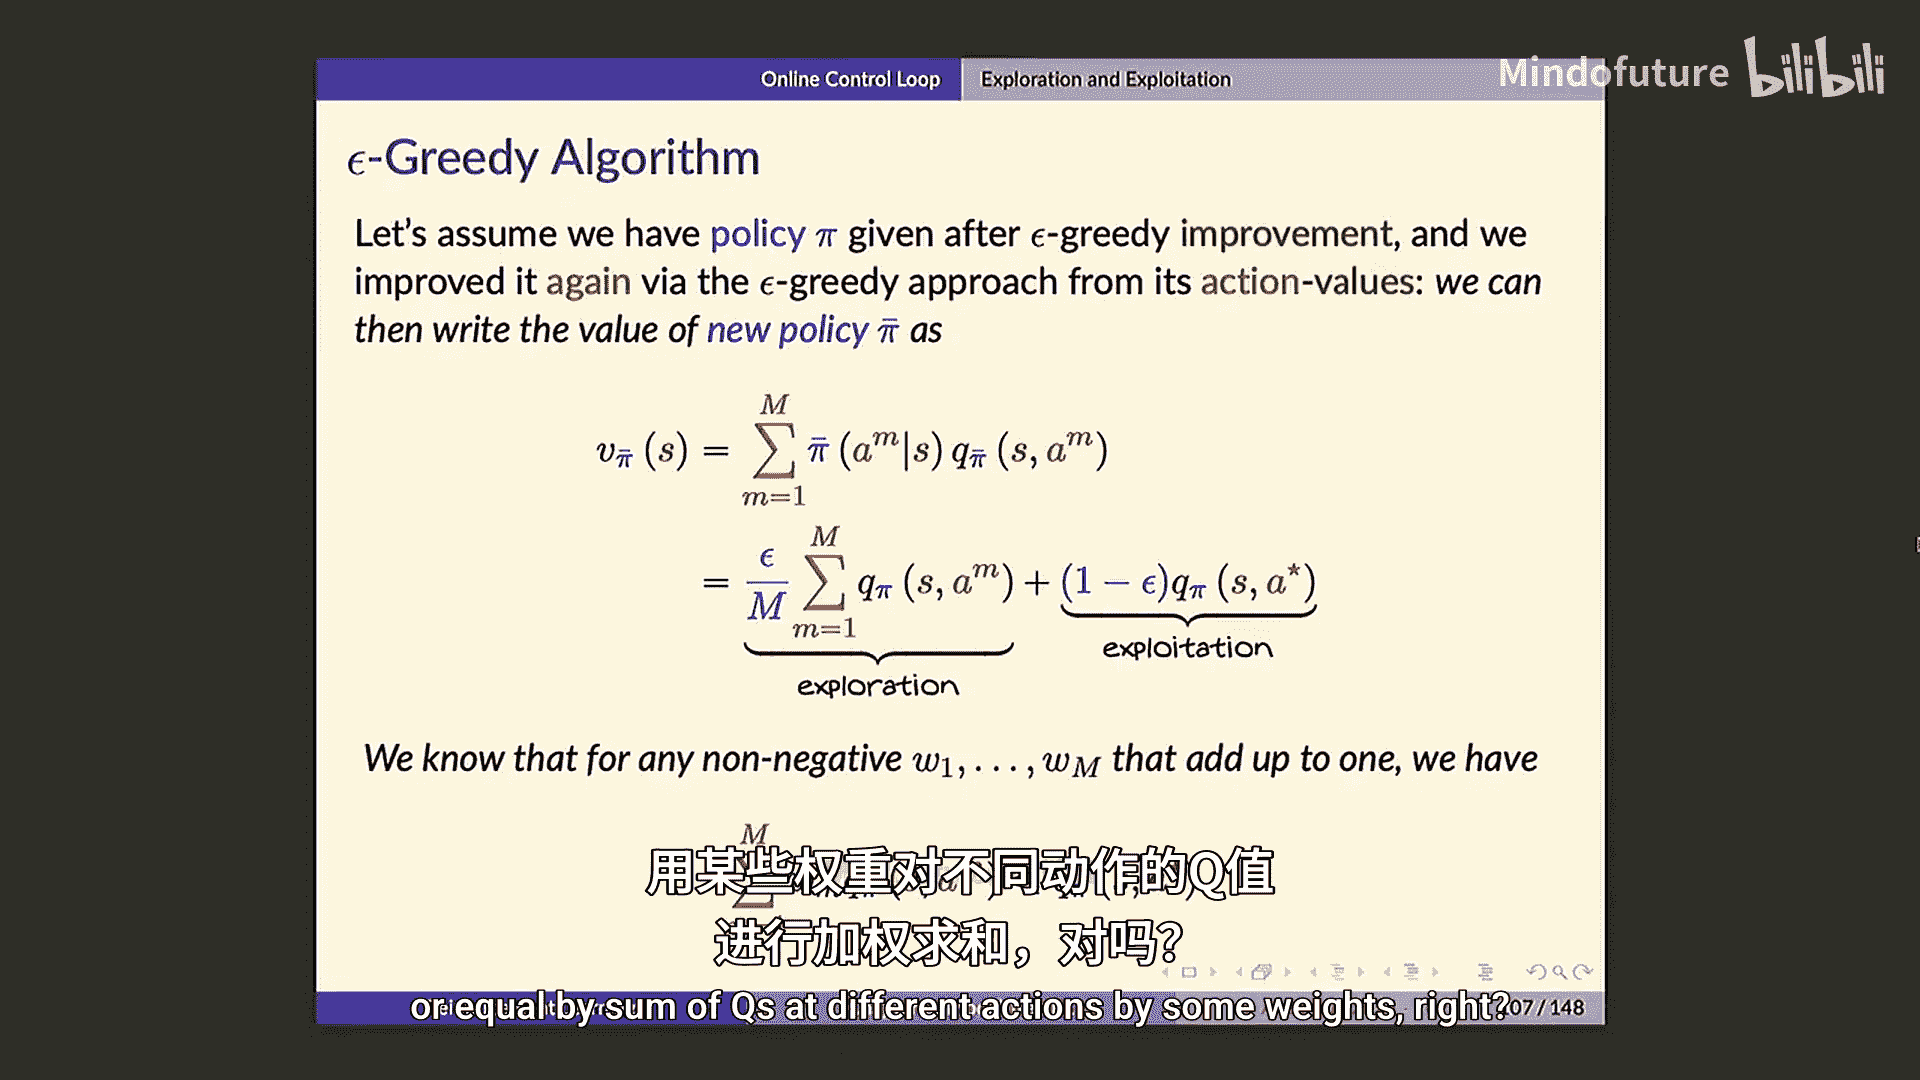 Mindofuture bilibili
Online Control Loop Exploration and Exploitation
ϵ-Greedy Algorithm
Let's assume we have policy π given after ϵ-greedy improvement, and we
improved it again via the ϵ-greedy approach from its action-values: we can
then write the value of new policy π̄ as
v_π̄ (s) = ∑_{m=1}^{M} π̄ (a^m|s) q_π̄ (s, a^m)
= ϵ/M ∑_{m=1}^{M} q_π (s, a^m) + (1 − ϵ)q_π (s, a⋆)
exploitation
exploration
We know that for any non-negative w₁, . . . , w_M that add up to one, we have
M
用某些权重对不同动作的Q值
进行加权求和，对吗？
or equal by sum of Qs at different actions by some weights, right?
107 / 148